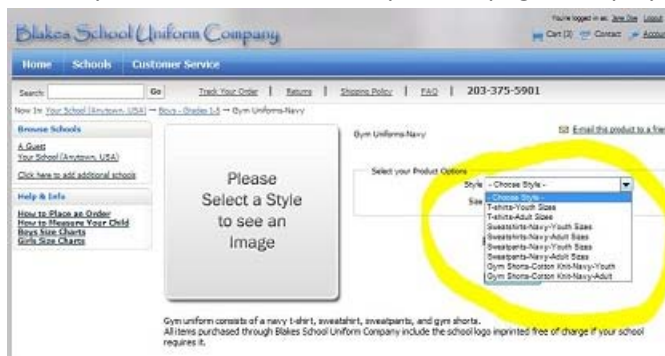 Blakes School Uniform Company
You're logged in as: Jane Doe Logout
Cart (2) Contact Account
Home Schools Customer Service
Search: Go Track Your Order | Returns | Shipping Policy | FAQ | 203-375-5901
Now In: Your School (Anytown, USA) → Boys - Grades 1-5 → Gym Uniforms-Navy
Browse Schools
A Guest
Your School (Anytown, USA)
Click here to add additional schools
Help & Info
How to Place an Order
How to Measure Your Child
Boys Size Charts
Girls Size Charts
Please
Select a Style
to see an
Image
Gym Uniforms-Navy
E-mail this product to a
Select your Product Options
Style - Choose Style -
- Choose Style -
T-shirts-Youth Sizes
T-shirts-Adult Sizes
Sweatshirts-Navy-Youth Sizes
Sweatshirts-Navy-Adult Sizes
Sweatpants-Navy-Youth Sizes
Sweatpants-Navy-Adult Sizes
Gym Shorts-Cotton Knit-Navy-Youth
Gym Shorts-Cotton Knit-Navy-Adult
Gym uniform consists of a navy t-shirt, sweatshirt, sweatpants, and gym shorts.
All items purchased through Blakes School Uniform Company include the school logo imprinted free of charge if your school
requires it.